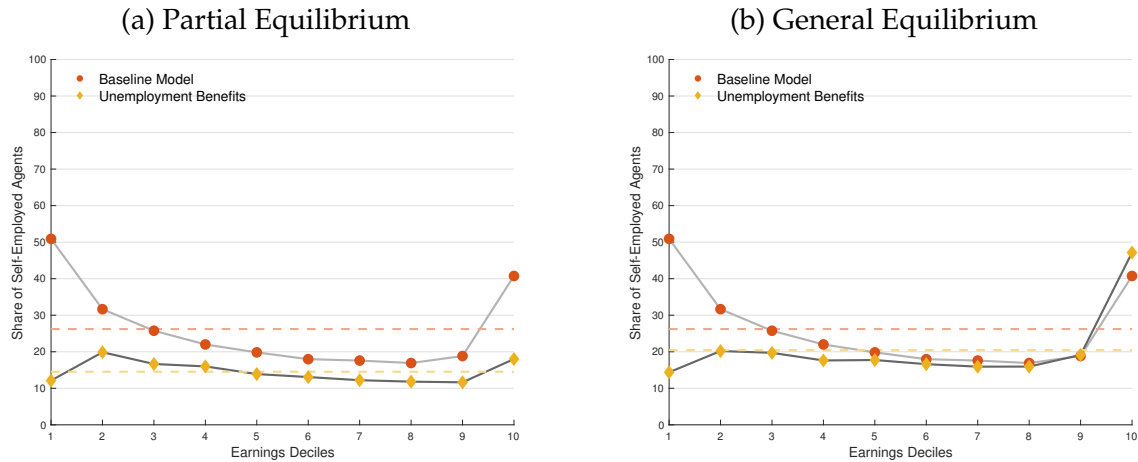 (a) Partial Equilibrium
100
90
80
70
60
50
40
30
20
10
0
Share of Self-Employed Agents
Baseline Model
Unemployment Benefits
1 2 3 4 5 6 7 8 9 10
Earnings Deciles
(b) General Equilibrium
100
90
80
70
60
50
40
30
20
10
0
Share of Self-Employed Agents
Baseline Model
Unemployment Benefits
1 2 3 4 5 6 7 8 9 10
Earnings Deciles